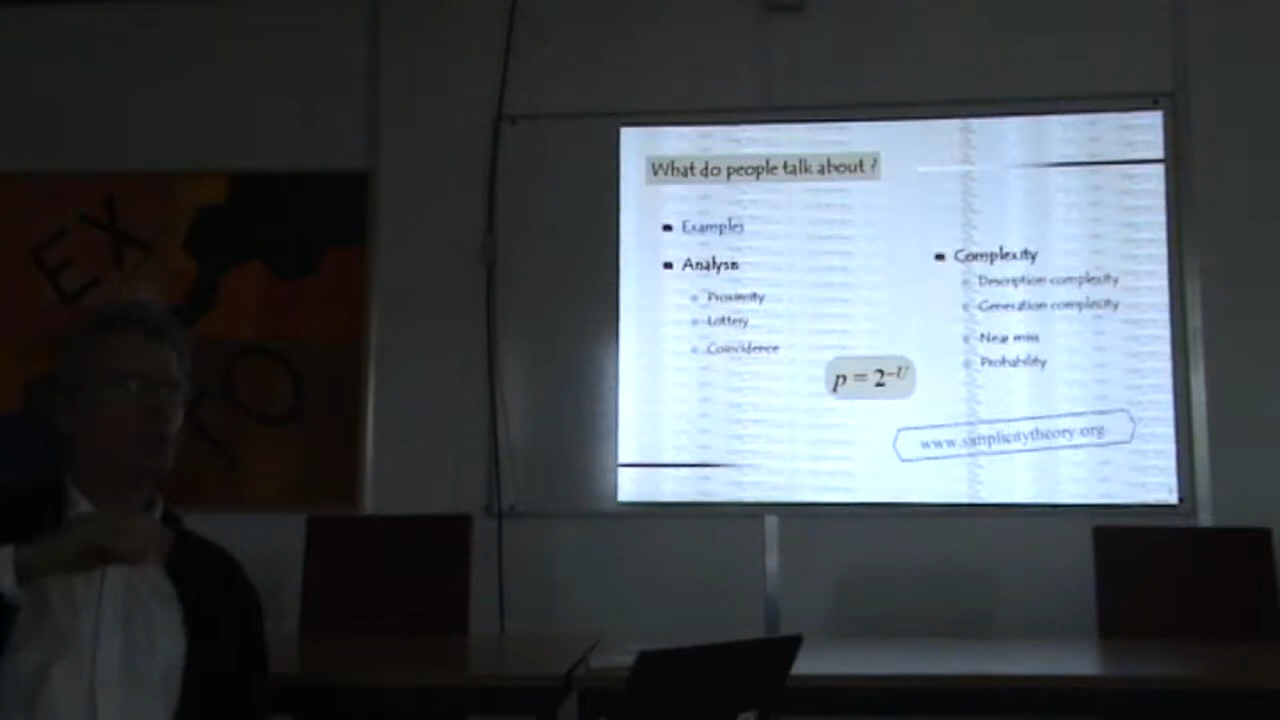 EX
What do people talk about ?
Examples
Analysis
Proximity
Lottery
Coincidence
Complexity
Description complexity
Generation complexity
Near miss
Probability
p = 2^-U
www.simplicitytheory.org